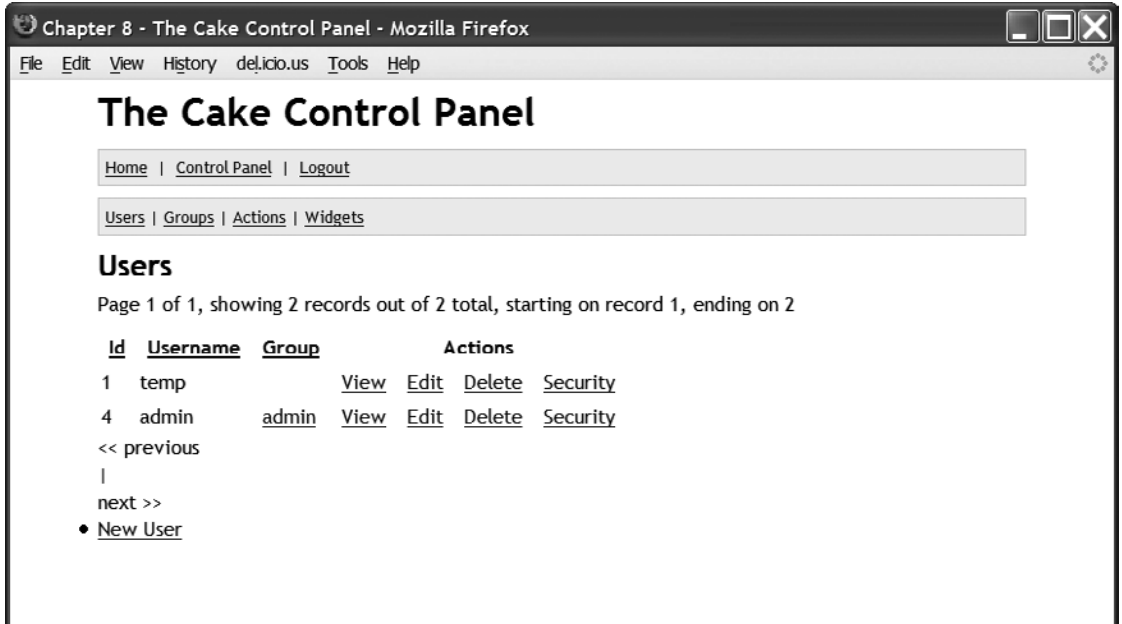 Chapter 8 - The Cake Control Panel - Mozilla Firefox
File Edit View History del.icio.us Tools Help
The Cake Control Panel
Home | Control Panel | Logout
Users | Groups | Actions | Widgets
Users
Page 1 of 1, showing 2 records out of 2 total, starting on record 1, ending on 2
Id Username Group Actions
1 temp View Edit Delete Security
4 admin admin View Edit Delete Security
<< previous
|
next >>
• New User